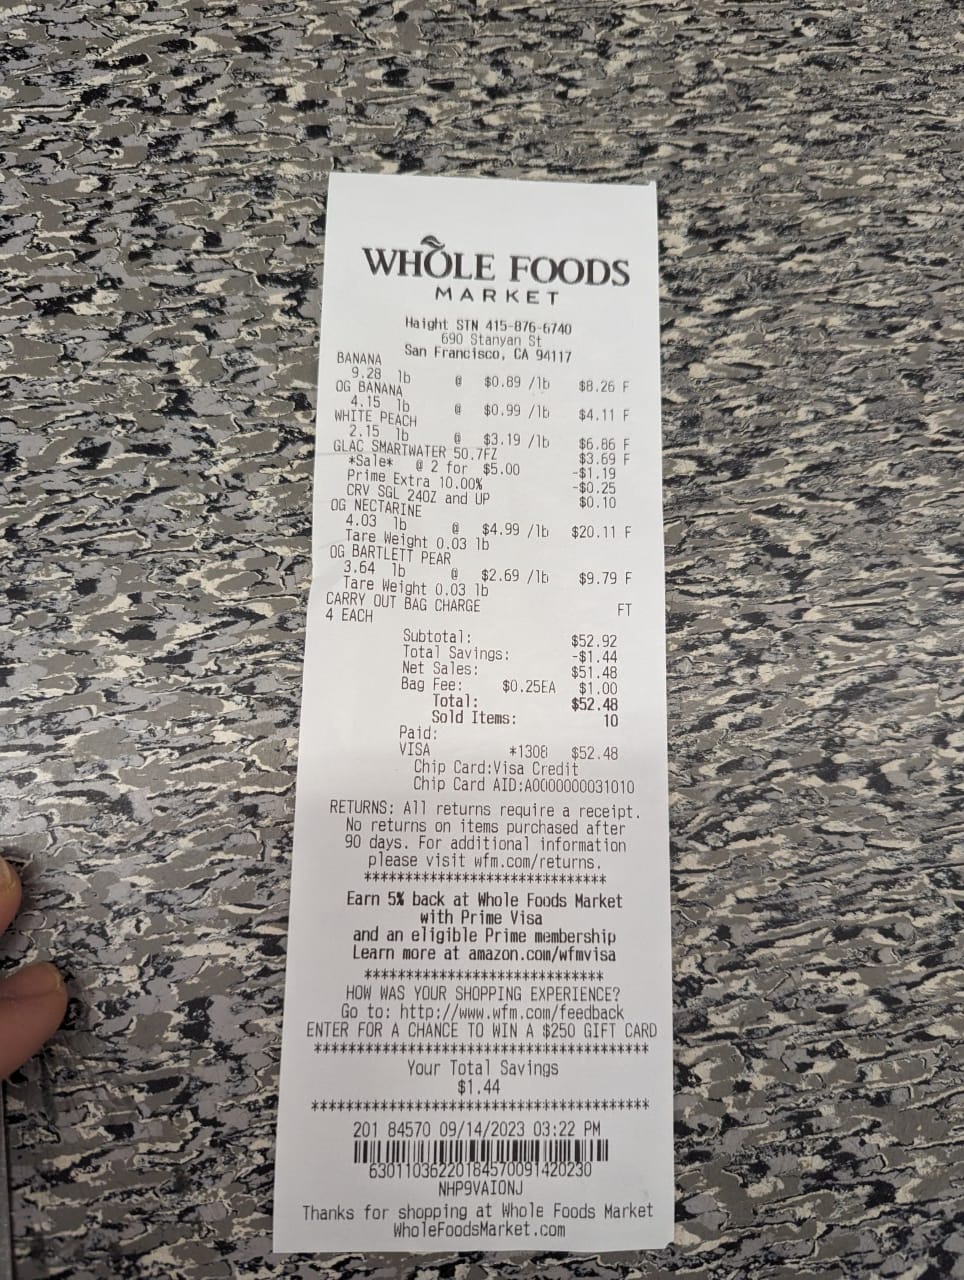 WHOLE FOODS
MARKET
Haight STN 415-876-6740
690 Stanyan St
San Francisco, CA 94117
BANANA
9.28 lb @ $0.89 /lb $8.26 F
OG BANANA
4.15 lb @ $0.99 /lb $4.11 F
WHITE PEACH
2.15 lb @ $3.19 /lb $6.86 F
GLAC SMARTWATER 50.7FZ $3.69 F
*Sale* @ 2 for $5.00 -$1.19
Prime Extra 10.00% -$0.25
CRV SGL 24OZ and UP $0.10
OG NECTARINE
4.03 lb @ $4.99 /lb $20.11 F
Tare Weight 0.03 lb
OG BARTLETT PEAR
3.64 lb @ $2.69 /lb $9.79 F
Tare Weight 0.03 lb
CARRY OUT BAG CHARGE FT
4 EACH
Subtotal: $52.92
Total Savings: -$1.44
Net Sales: $51.48
Bag Fee: $0.25EA $1.00
Total: $52.48
Sold Items: 10
Paid:
VISA *1308 $52.48
Chip Card:Visa Credit
Chip Card AID:A0000000031010
RETURNS: All returns require a receipt.
No returns on items purchased after
90 days. For additional information
please visit wfm.com/returns.
****************************
Earn 5% back at Whole Foods Market
with Prime Visa
and an eligible Prime membership
Learn more at amazon.com/wfmvisa
****************************
HOW WAS YOUR SHOPPING EXPERIENCE?
Go to: http://www.wfm.com/feedback
ENTER FOR A CHANCE TO WIN A $250 GIFT CARD
***************************************
Your Total Savings
$1.44
***************************************
201 84570 09/14/2023 03:22 PM
63011036220184570091420230
NHP9VAIONJ
Thanks for shopping at Whole Foods Market
WholeFoodsMarket.com